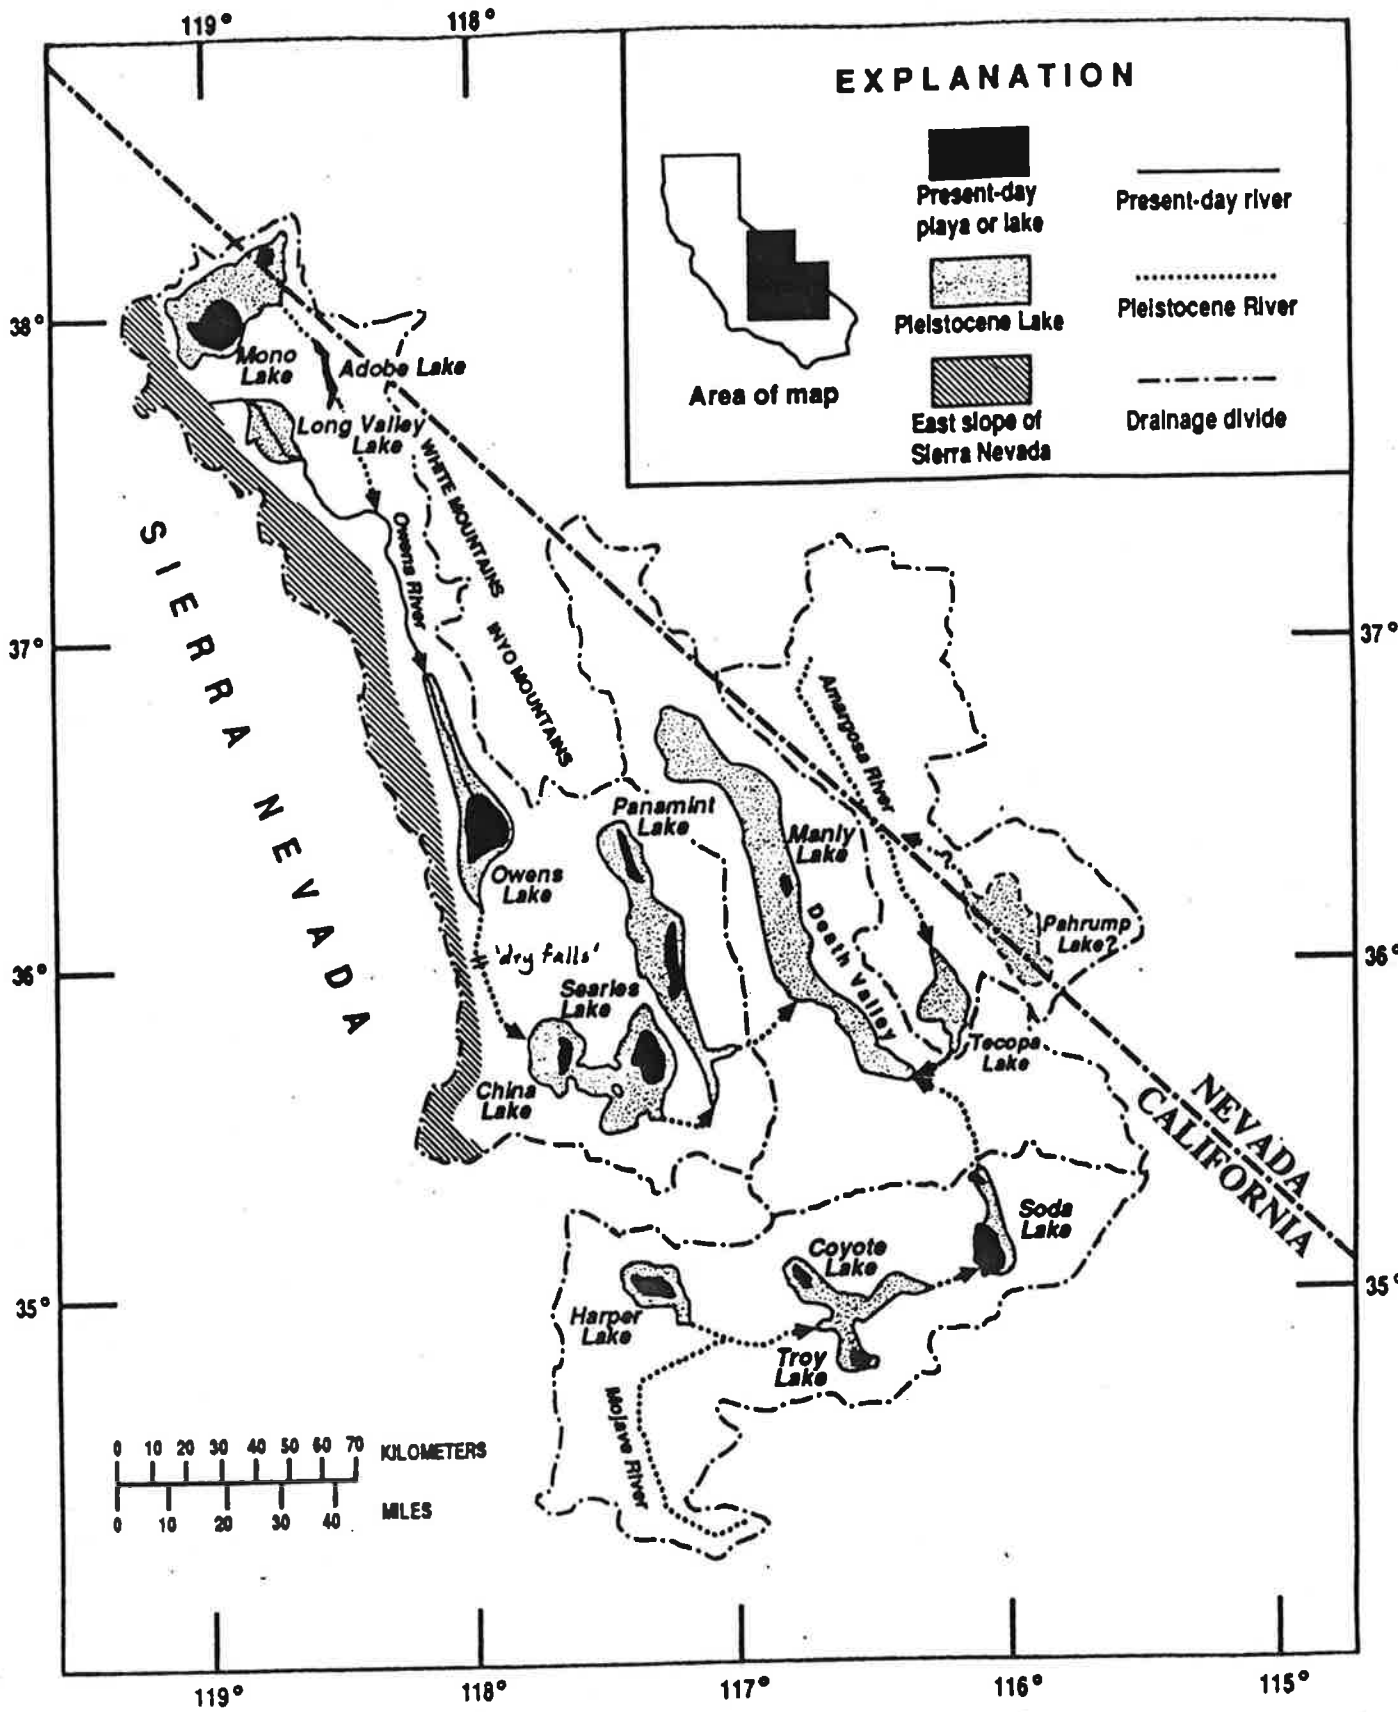 119°
118°
EXPLANATION
Present-day
playa or lake
Present-day river
Pleistocene Lake
Pleistocene River
East slope of
Sierra Nevada
Drainage divide
Area of map
38°
Mono
Lake
Adobe Lake
Long Valley
Lake
WHITE MOUNTAINS
Owens River
INYO MOUNTAINS
SIERRA NEVADA
37°
37°
Amargosa River
Panamint
Lake
Manly
Lake
Owens
Lake
Death Valley
Pahrump
Lake?
'dry falls'
36°
36°
Searles
Lake
China
Lake
Tecopa
Lake
NEVADA
CALIFORNIA
Soda
Lake
Coyote
Lake
35°
35°
Harper
Lake
Troy
Lake
Mojave River
0 10 20 30 40 50 60 70 KILOMETERS
0 10 20 30 40 MILES
119°
118°
117°
116°
115°